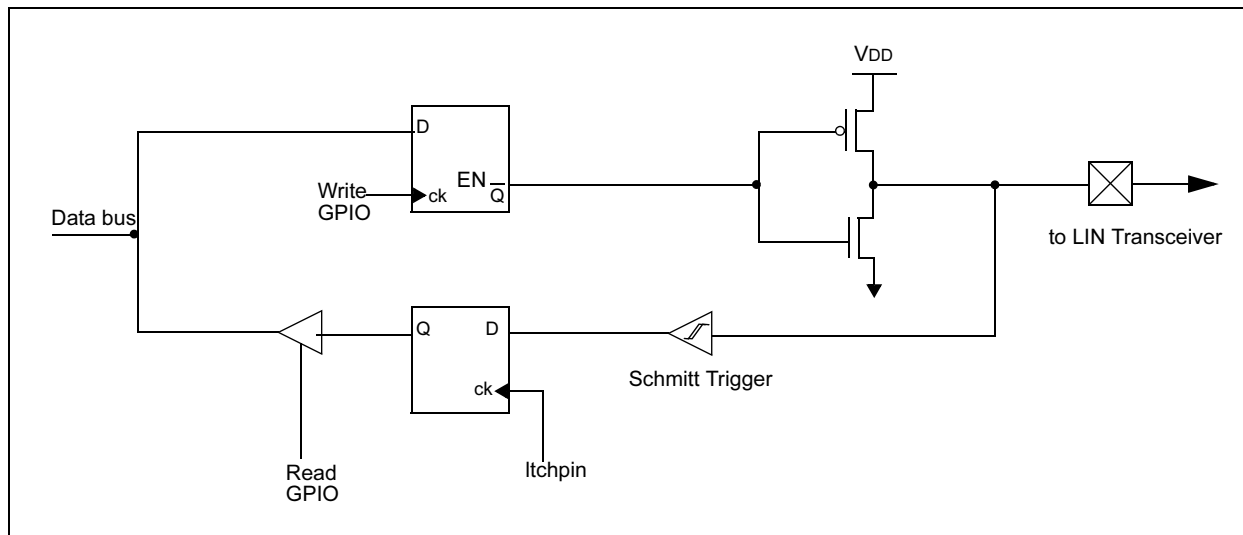 VDD
D
EN
Q
ck
Write
GPIO
Data bus
to LIN Transceiver
Q
D
ck
Schmitt Trigger
ltchpin
Read
GPIO